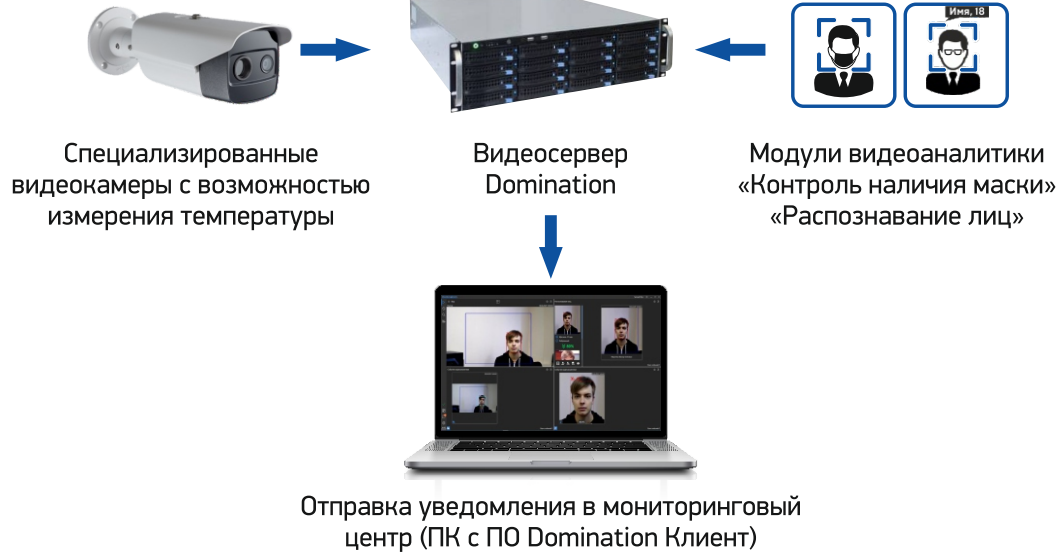 Имя, 18
Специализированные
видеокамеры с возможностью
измерения температуры
Видеосервер
Domination
Модули видеоаналитики
«Контроль наличия маски»
«Распознавание лиц»
Отправка уведомления в мониторинговый
центр (ПК с ПО Domination Клиент)